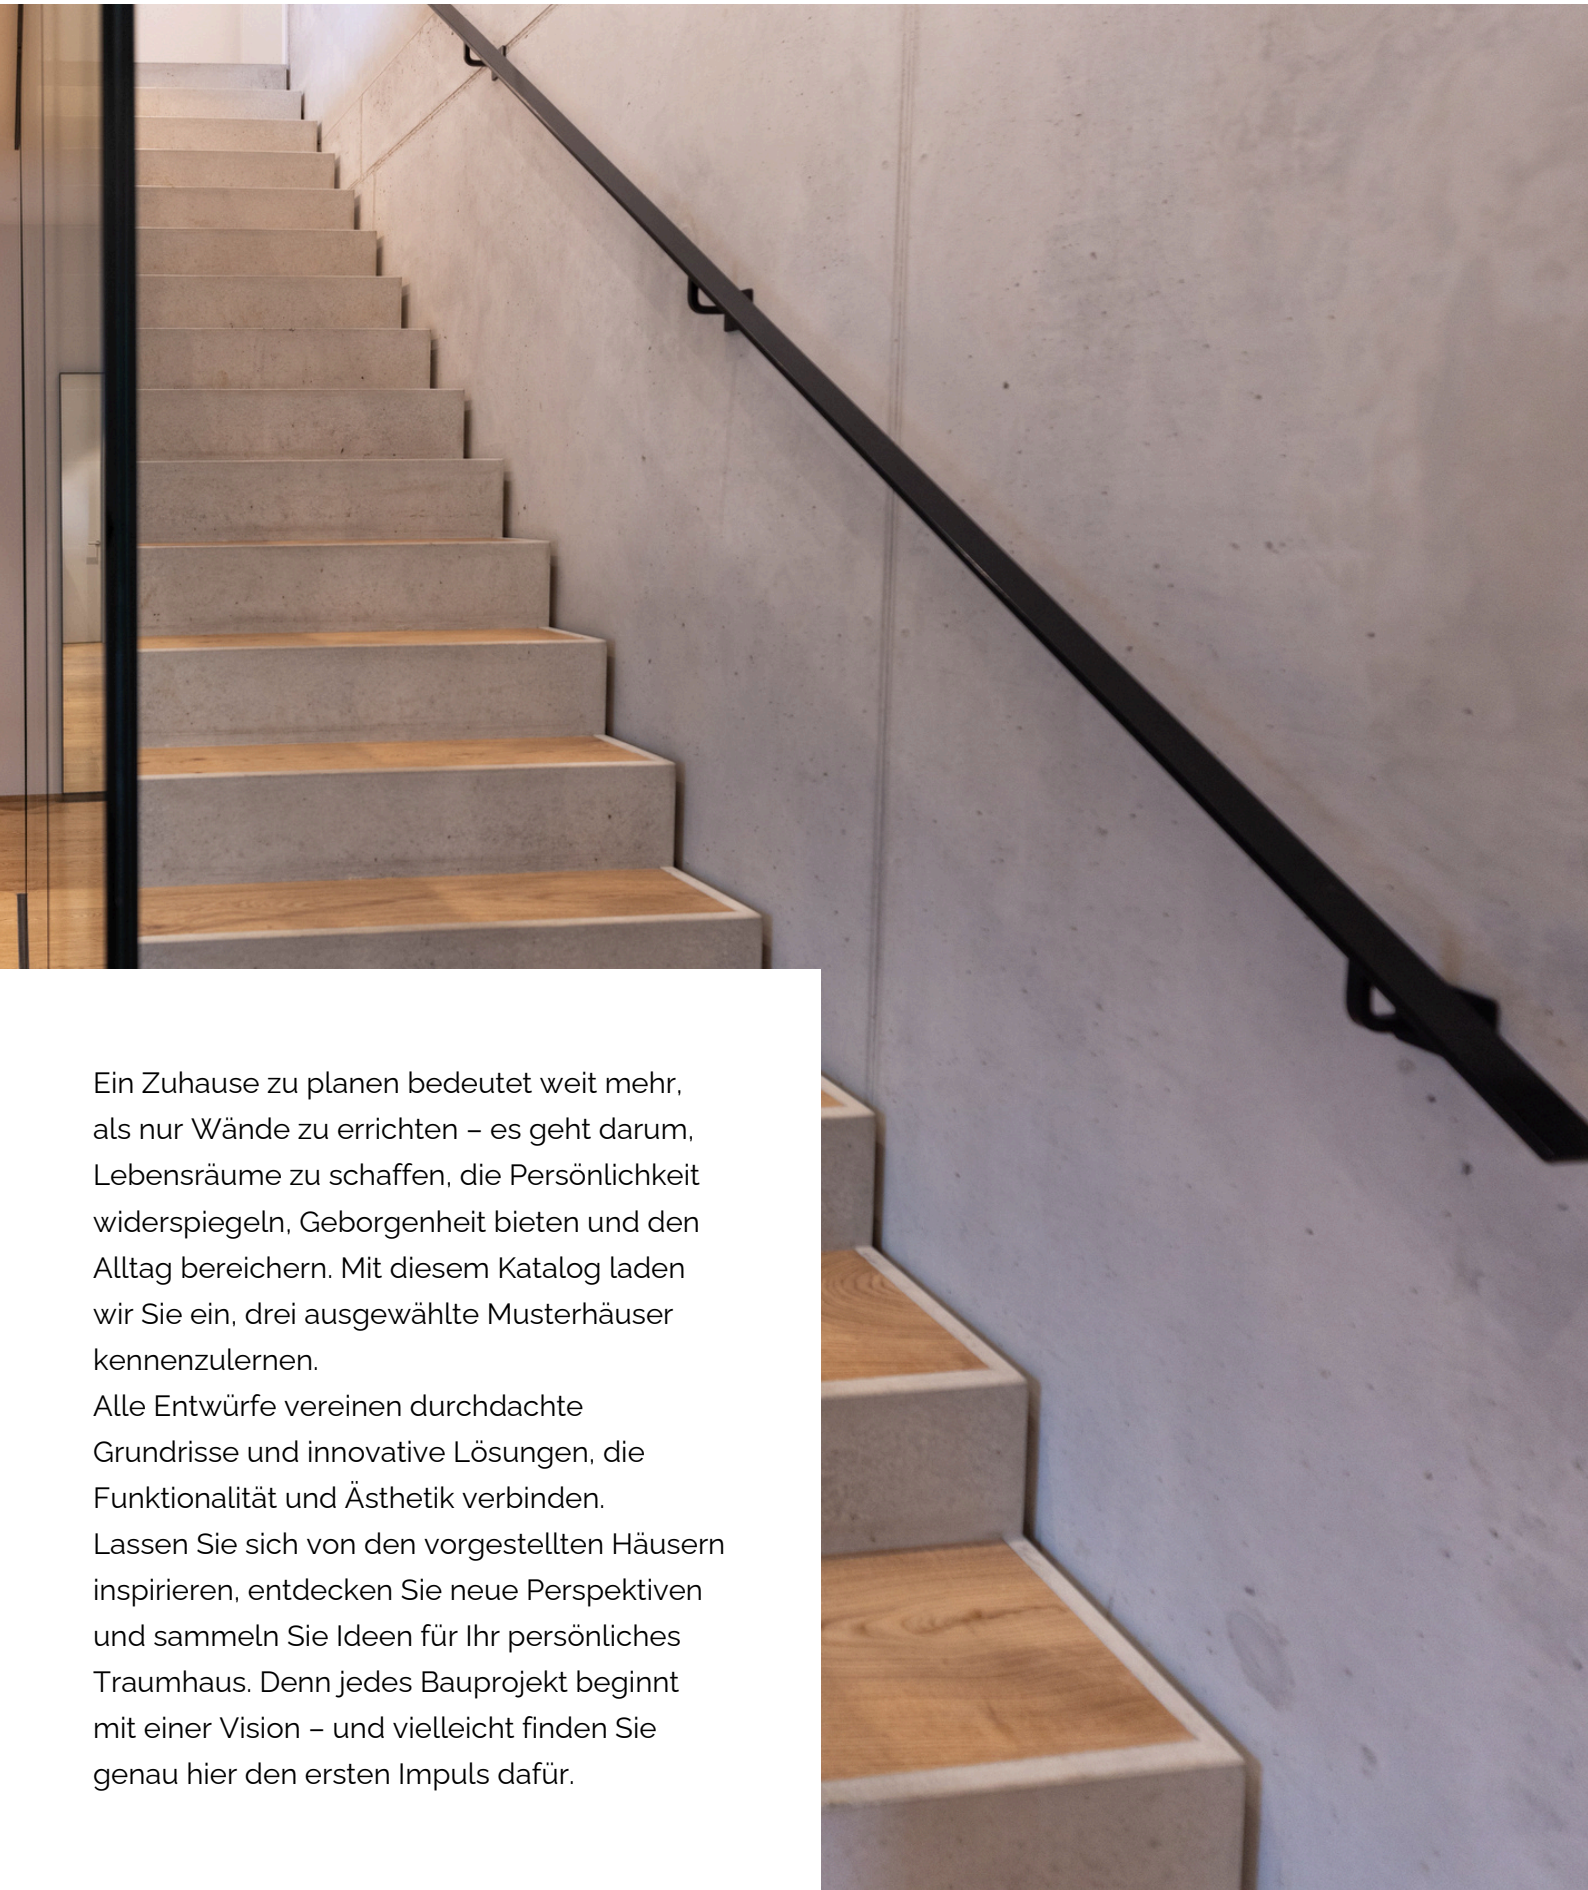 Ein Zuhause zu planen bedeutet weit mehr,
als nur Wände zu errichten – es geht darum,
Lebensräume zu schaffen, die Persönlichkeit
widerspiegeln, Geborgenheit bieten und den
Alltag bereichern. Mit diesem Katalog laden
wir Sie ein, drei ausgewählte Musterhäuser
kennenzulernen.
Alle Entwürfe vereinen durchdachte
Grundrisse und innovative Lösungen, die
Funktionalität und Ästhetik verbinden.
Lassen Sie sich von den vorgestellten Häusern
inspirieren, entdecken Sie neue Perspektiven
und sammeln Sie Ideen für Ihr persönliches
Traumhaus. Denn jedes Bauprojekt beginnt
mit einer Vision – und vielleicht finden Sie
genau hier den ersten Impuls dafür.